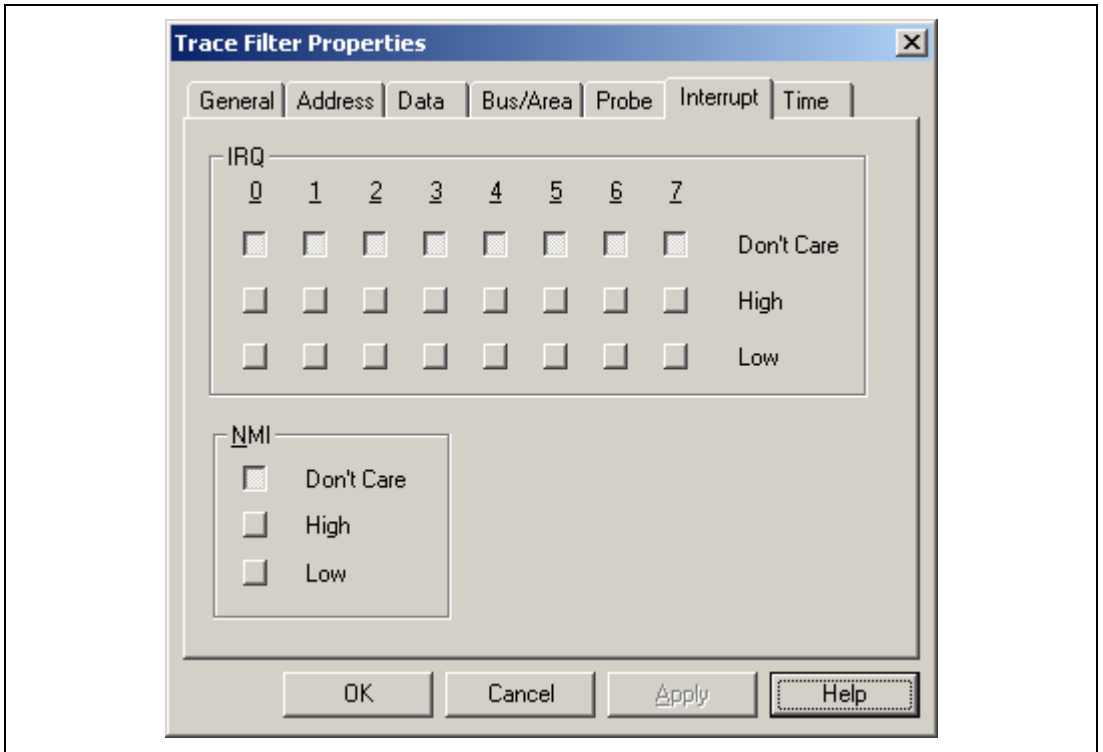 Trace Filter Properties
General Address Data Bus/Area Probe Interrupt Time
IRQ
0 1 2 3 4 5 6 7
Don't Care
High
Low
NMI
Don't Care
High
Low
OK Cancel Apply Help